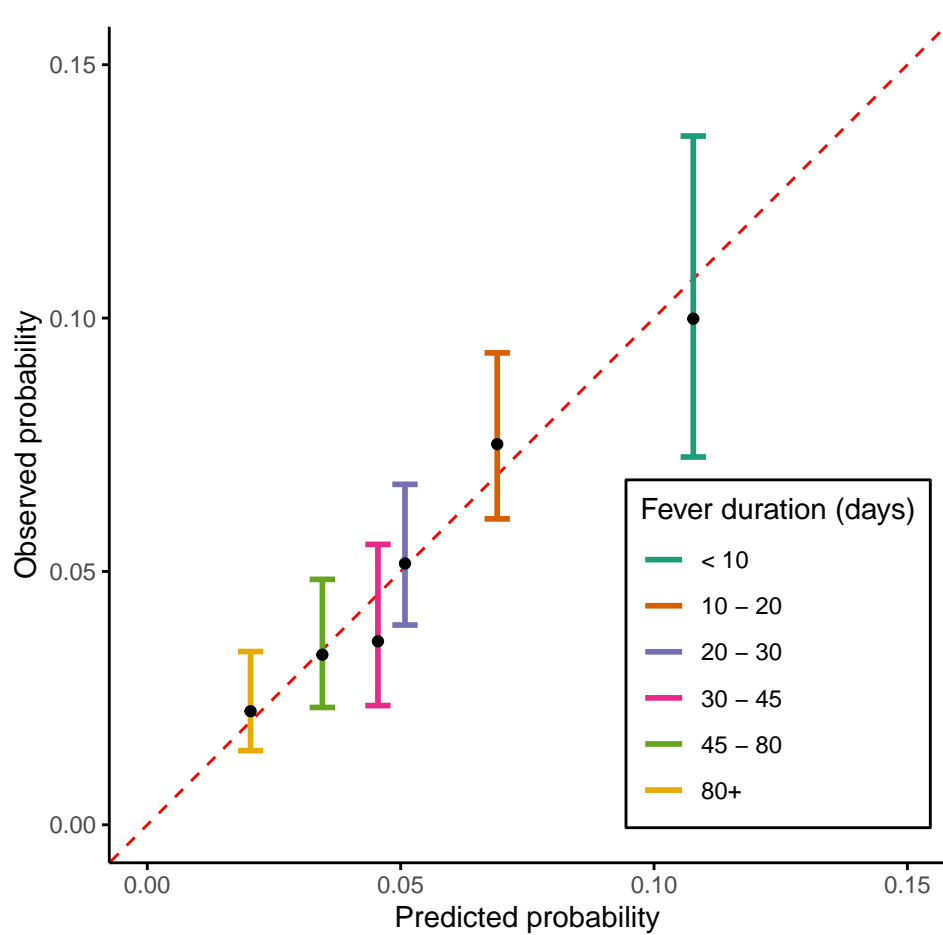 0.15
0.10
0.05
0.00
Observed probability
0.00
0.05
0.10
0.15
Predicted probability
Fever duration (days)
< 10
10 – 20
20 – 30
30 – 45
45 – 80
80+